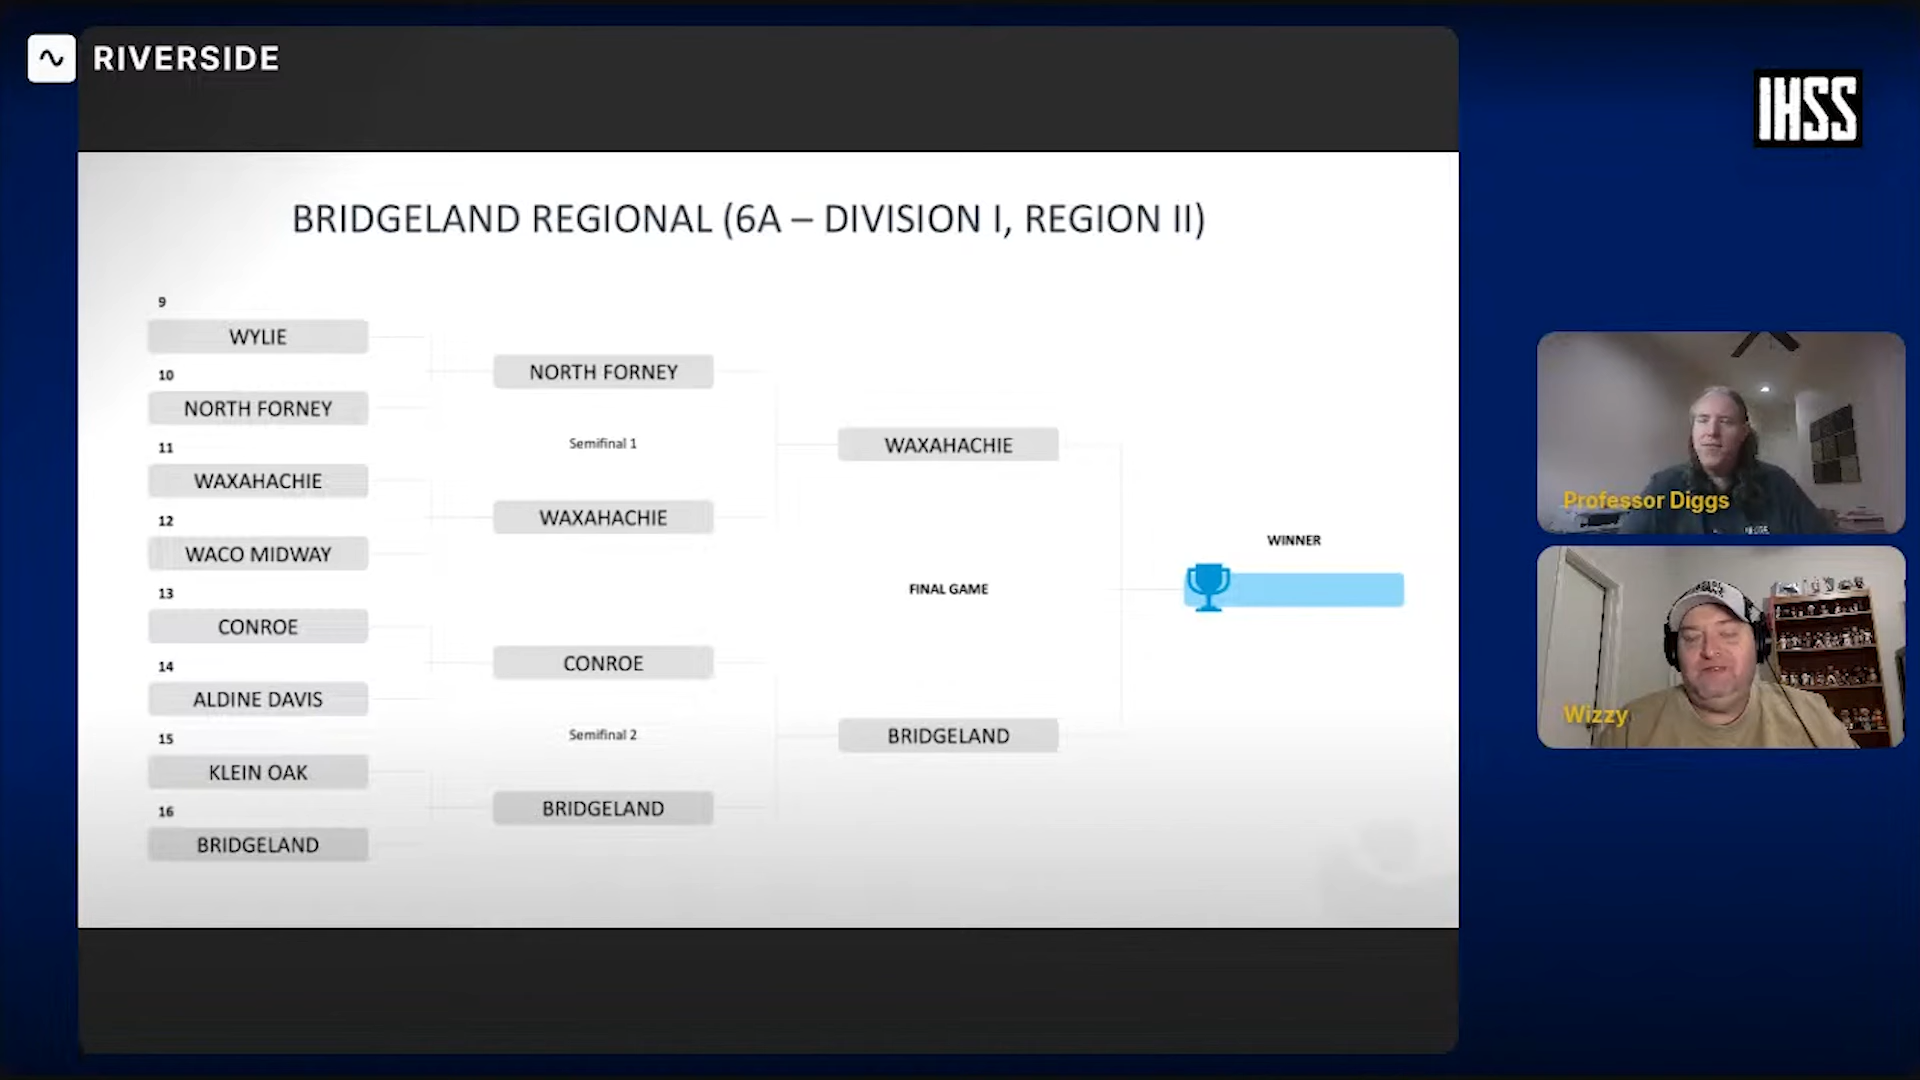 RIVERSIDE
IHSS
BRIDGELAND REGIONAL (6A – DIVISION I, REGION II)
9
WYLIE
10
NORTH FORNEY
11
WAXAHACHIE
12
WACO MIDWAY
13
CONROE
14
ALDINE DAVIS
15
KLEIN OAK
16
BRIDGELAND
NORTH FORNEY
Semifinal 1
WAXAHACHIE
CONROE
Semifinal 2
BRIDGELAND
WAXAHACHIE
FINAL GAME
BRIDGELAND
WINNER
Professor Diggs
Wizzy